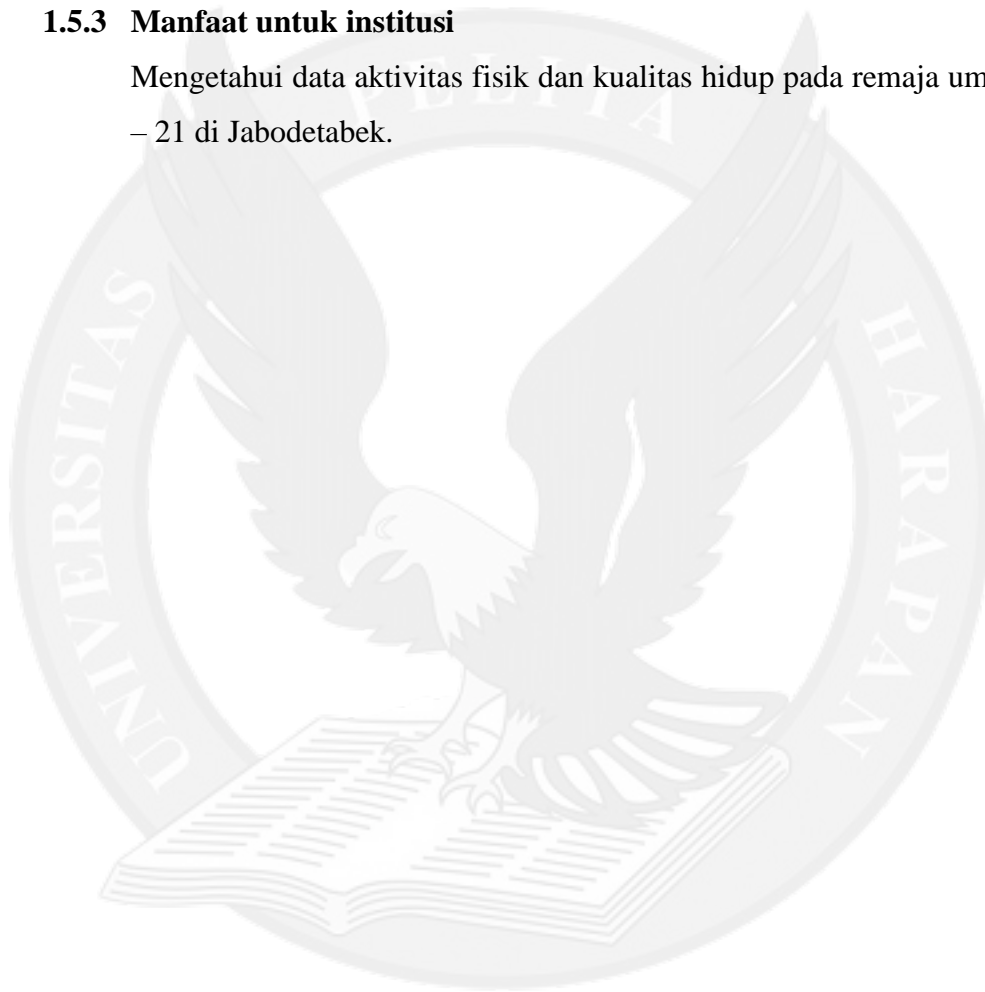 1.5.3 Manfaat untuk institusi
Mengetahui data aktivitas fisik dan kualitas hidup pada remaja
– 21 di Jabodetabek.
UNIVERSITAS PELITA HARAPAN